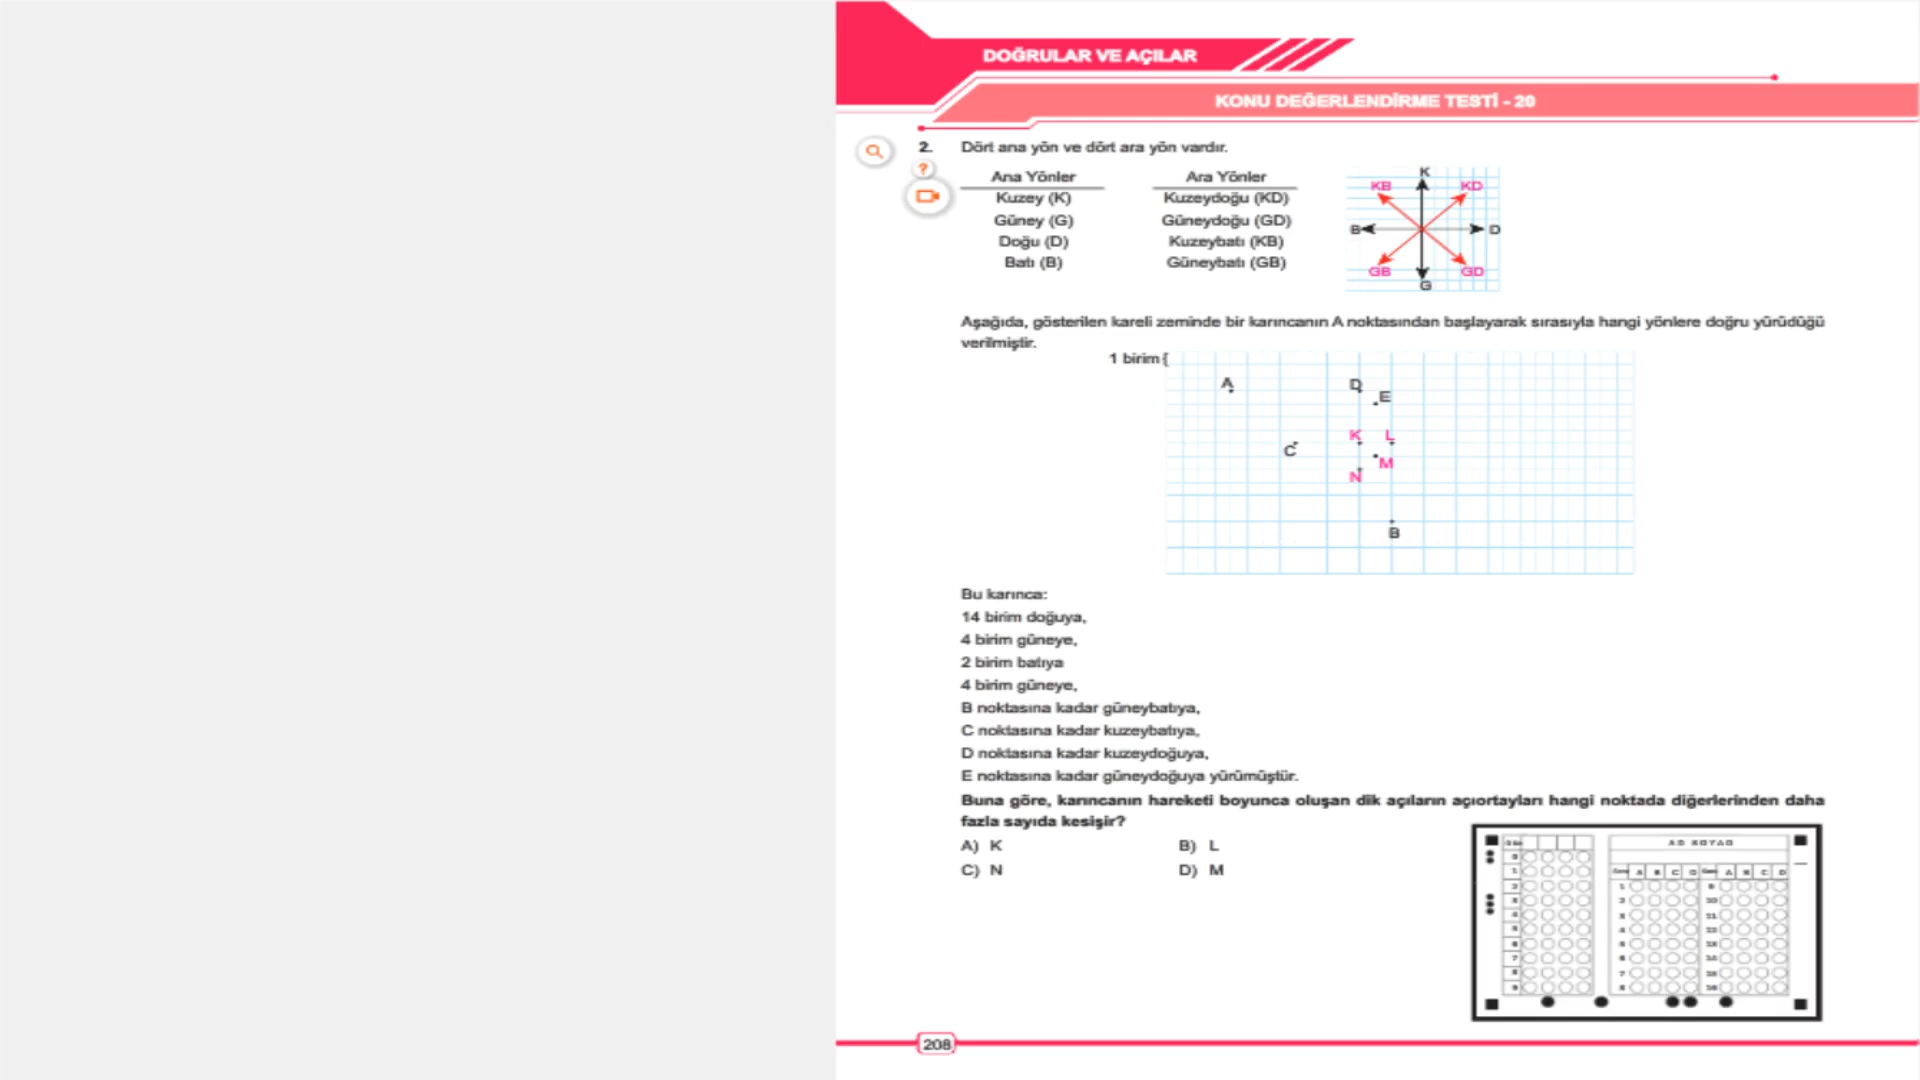 DOĞRULAR VE AÇILAR
KONU DEĞERLENDİRME TESTİ - 20
2. Dört ana yön ve dört ara yön vardır.
Ana Yönler
Kuzey (K)
Güney (G)
Doğu (D)
Batı (B)
Ara Yönler
Kuzeydoğu (KD)
Güneydoğu (GD)
Kuzeybatı (KB)
Güneybatı (GB)
K
KB KD
B D
GB GD
G
Aşağıda, gösterilen kareli zeminde bir karıncanın A noktasından başlayarak sırasıyla hangi yönlere doğru yürüdüğü
verilmiştir.
1 birim {
A D
E
K L
C
M
N
B
Bu karınca:
14 birim doğuya,
4 birim güneye,
2 birim batıya
4 birim güneye,
B noktasına kadar güneybatıya,
C noktasına kadar kuzeybatıya,
D noktasına kadar kuzeydoğuya,
E noktasına kadar güneydoğuya yürümüştür.
Buna göre, karıncanın hareketi boyunca oluşan dik açıların açıortayları hangi noktada diğerlerinden daha
fazla sayıda kesişir?
A) K B) L
C) N D) M
208